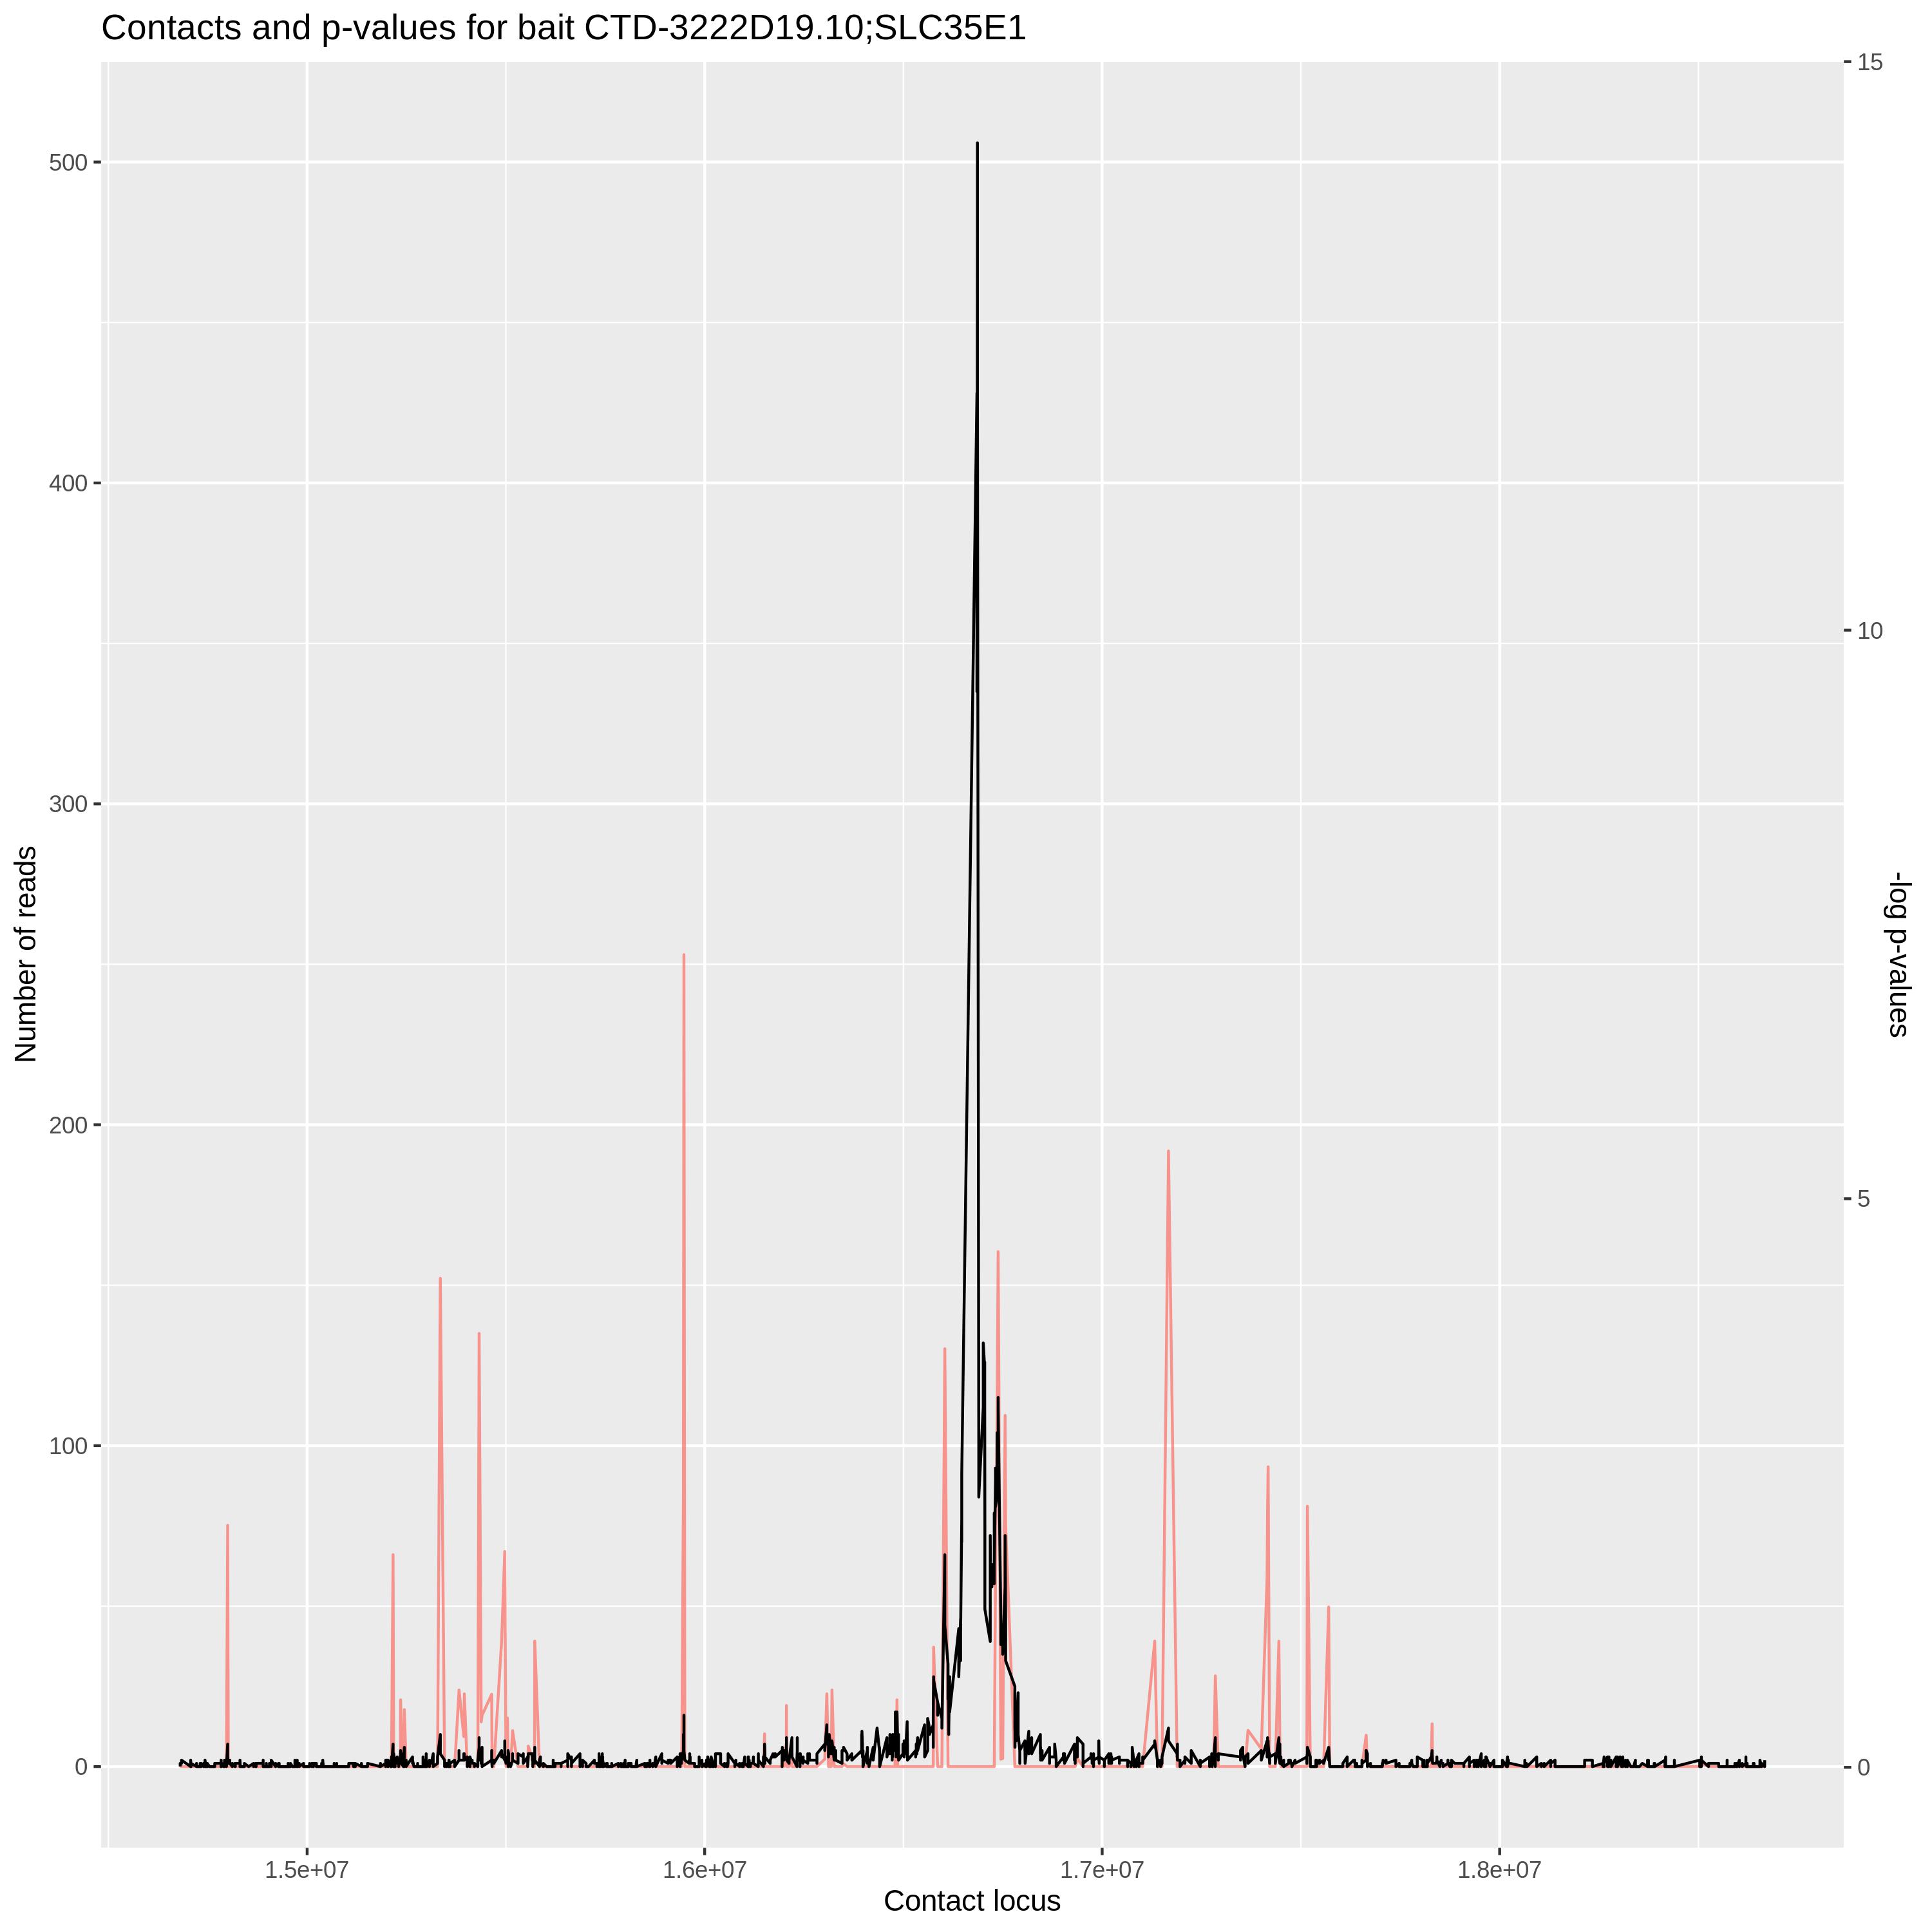 Contacts and p-values for bait CTD-3222D19.10;SLC35E1
15
500
400
10
300
Number of reads
-log p-values
200
5
100
0
0
1.5e+07
1.6e+07
1.7e+07
1.8e+07
Contact locus